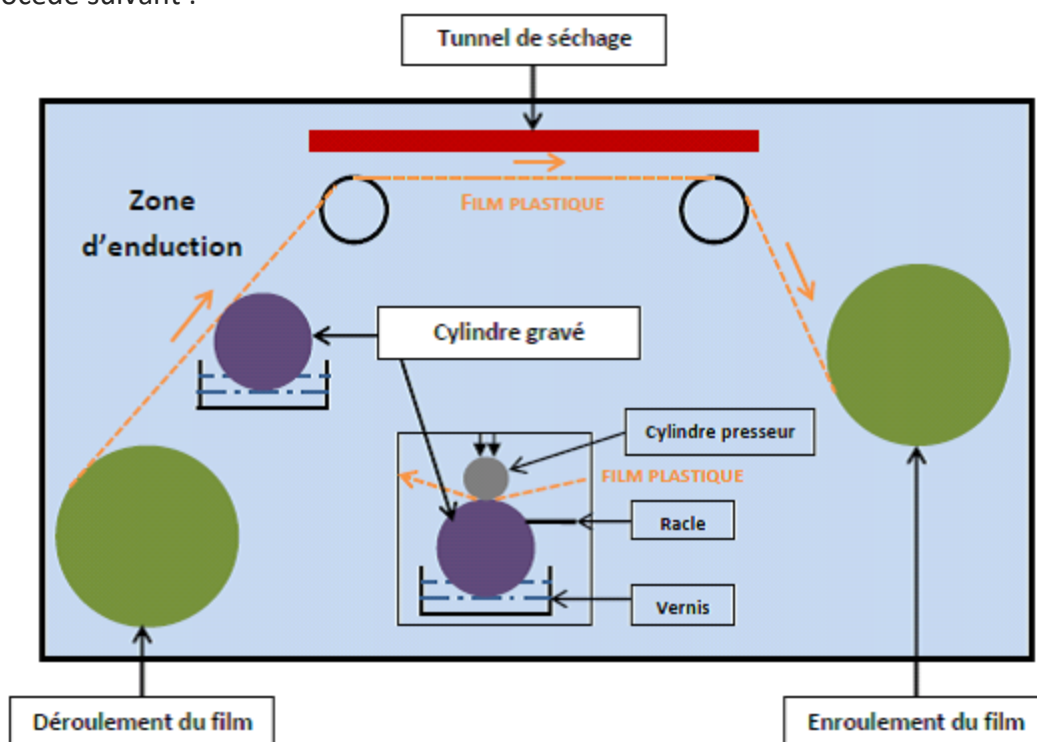 océdé suivant :
Tunnel de séchage
Zone
d'enduction
FILM PLASTIQUE
Cylindre gravé
Cylindre presseur
FILM PLASTIQUE
Racle
Vernis
Déroulement du film
Enroulement du film